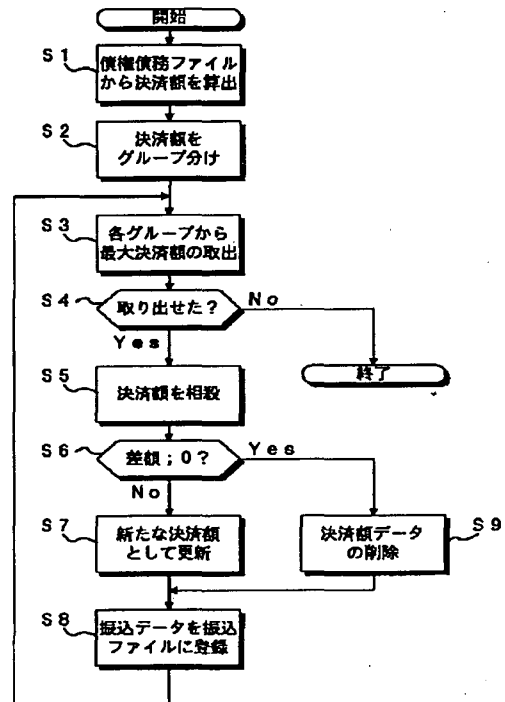 開始
S1
債権債務ファイル
から決済額を算出
S2
決済額を
グループ分け
S3
各グループから
最大決済額の取出
S4
取り出せた?
No
Yes
終了
S5
決済額を相殺
S6
差額;0?
Yes
No
S7
新たな決済額
として更新
決済額データ
の削除
S9
S8
振込データを振込
ファイルに登録